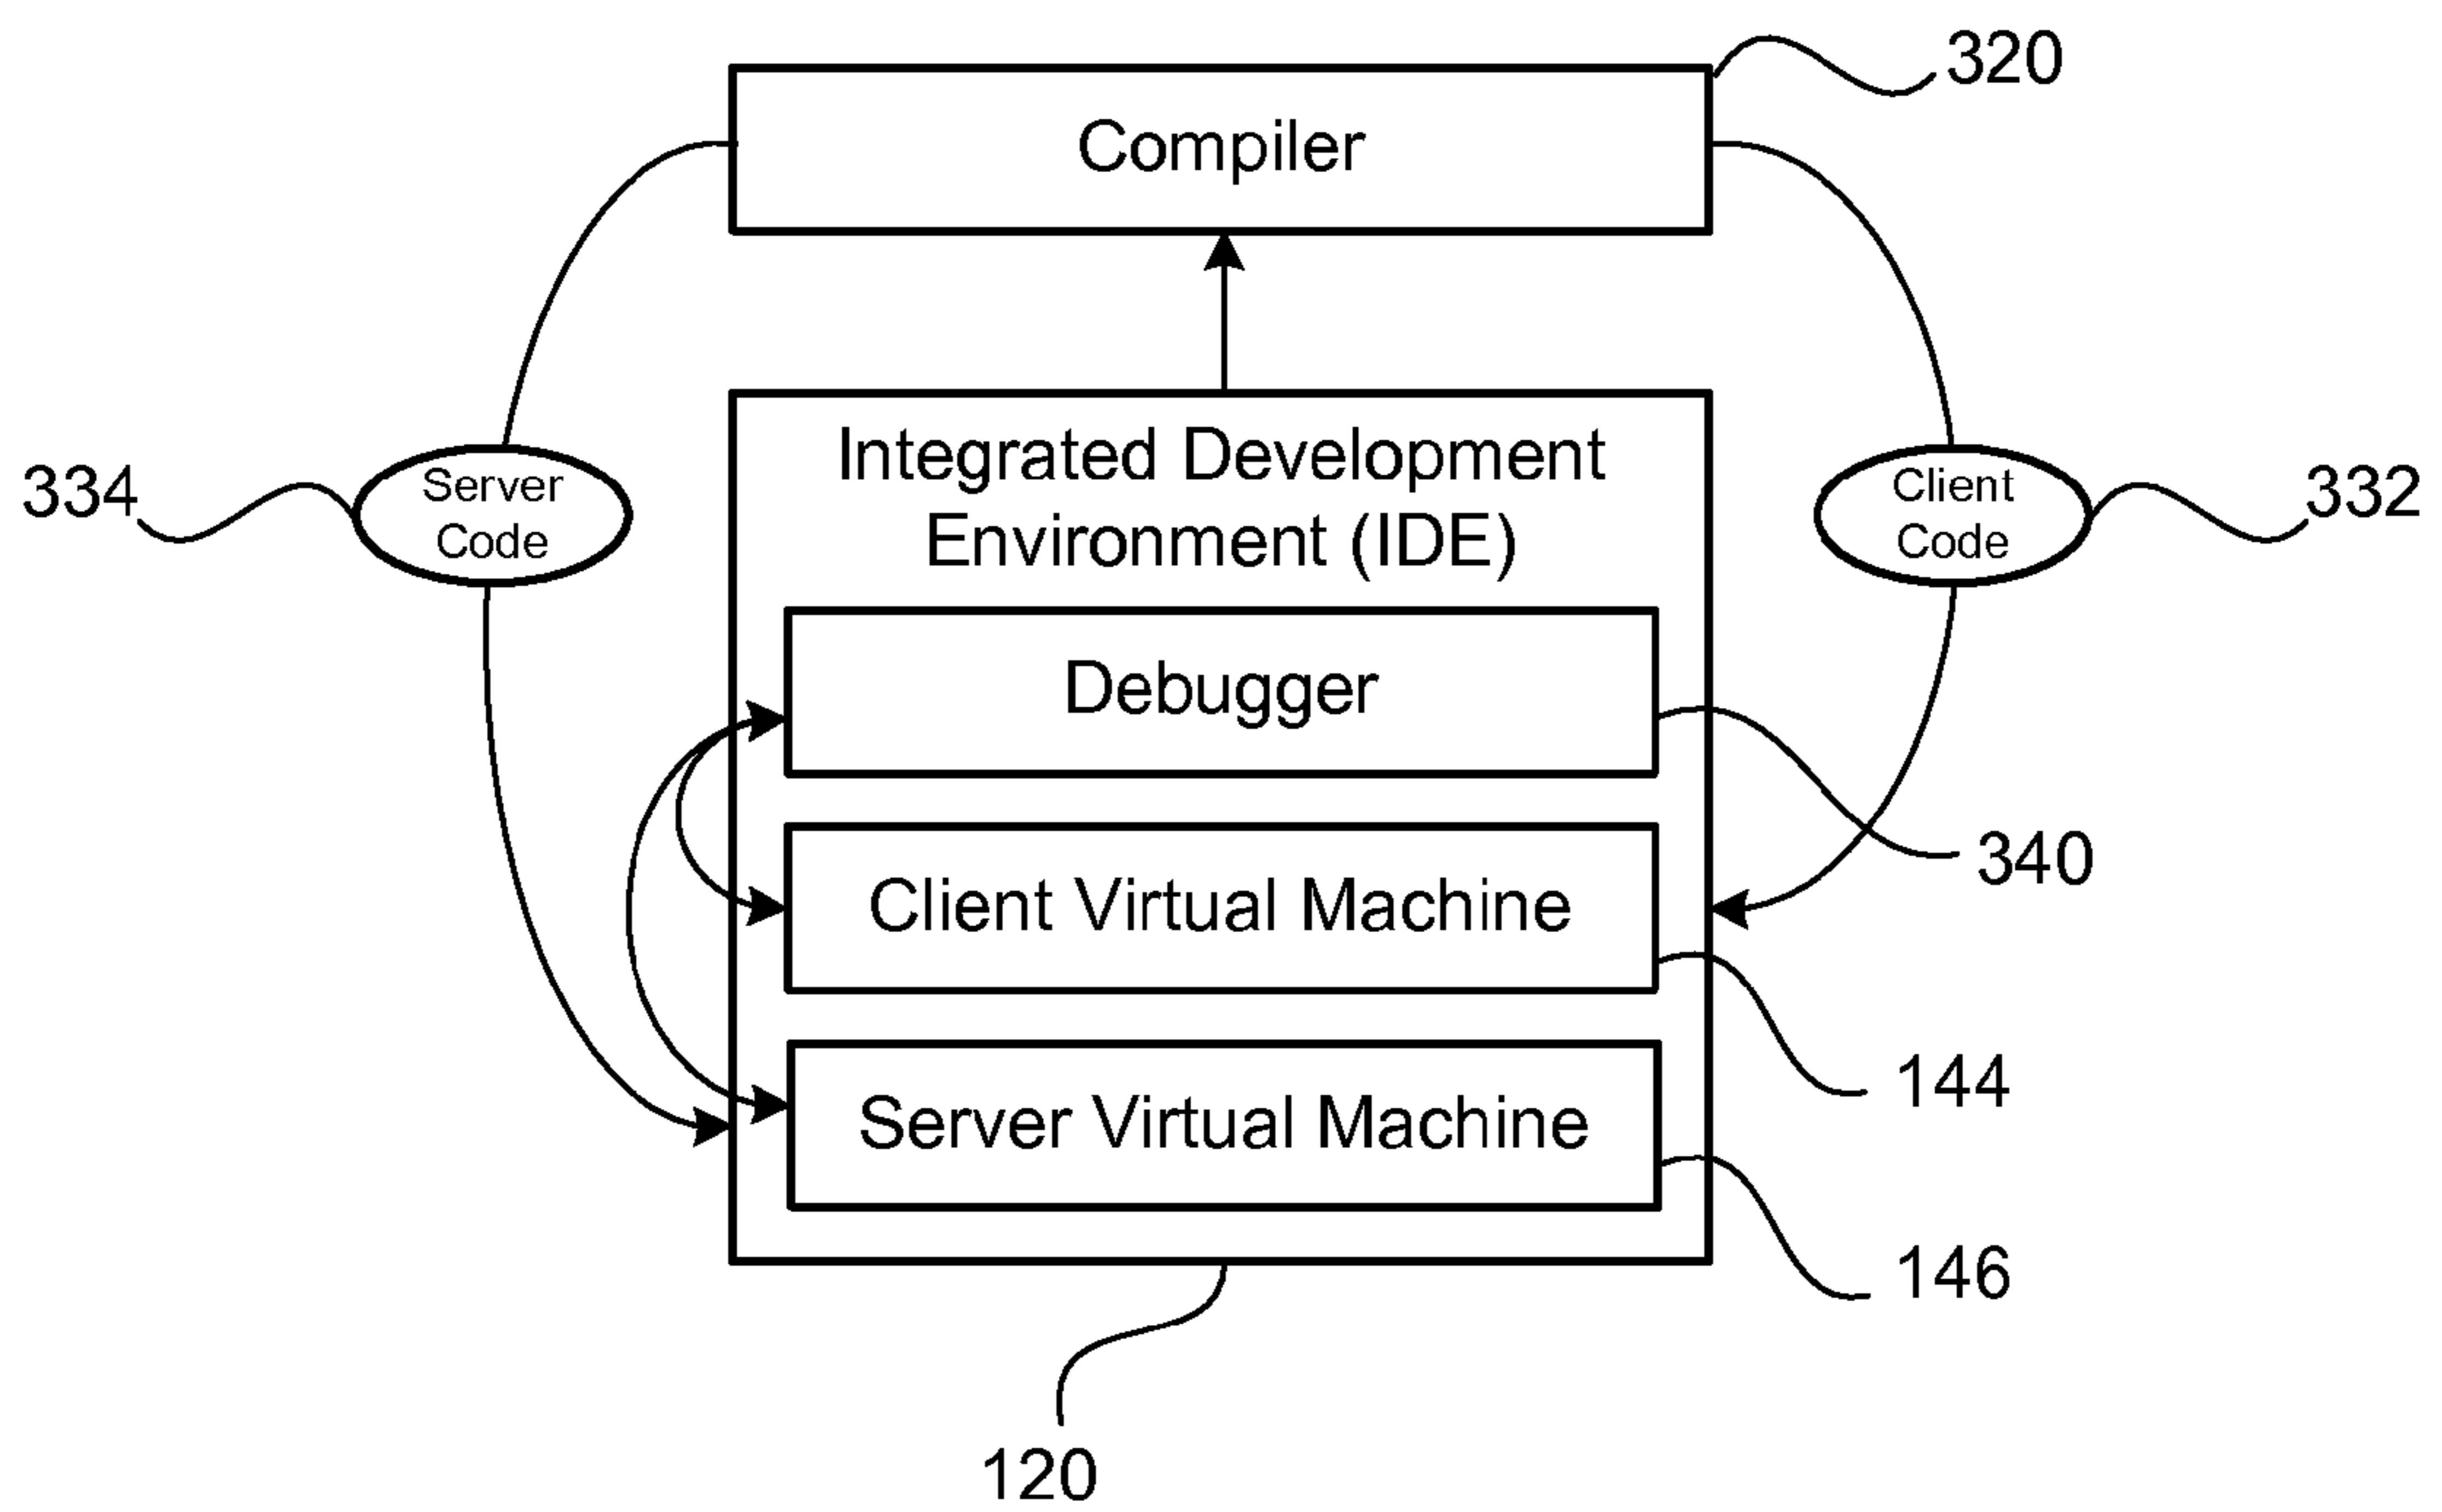 320
Compiler
Integrated Development
Environment (IDE)
334
Server
Code
Client
Code
332
Debugger
340
Client Virtual Machine
144
Server Virtual Machine
146
120